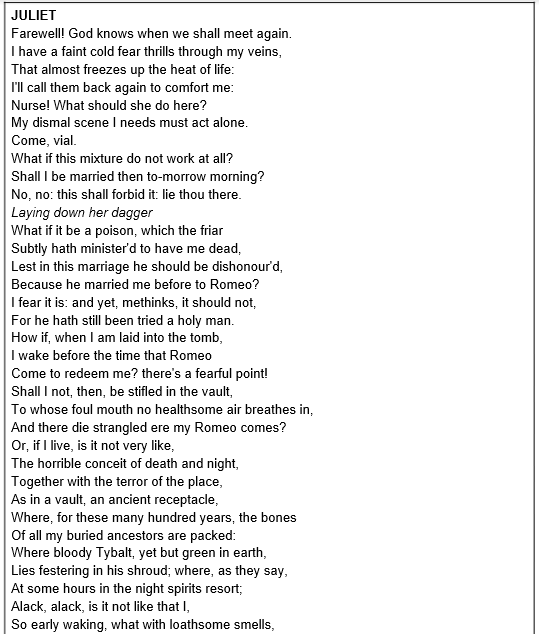 JULIET
Farewell! God knows when we shall meet again.
I have a faint cold fear thrills through my veins,
That almost freezes up the heat of life:
I'll call them back again to comfort me:
Nurse! What should she do here?
My dismal scene I needs must act alone.
Come, vial.
What if this mixture do not work at all?
Shall I be married then to-morrow morning?
No, no: this shall forbid it: lie thou there.
Laying down her dagger
What if it be a poison, which the friar
Subtly hath minister'd to have me dead,
Lest in this marriage he should be dishonour'd,
Because he married me before to Romeo?
I fear it is: and yet, methinks, it should not,
For he hath still been tried a holy man.
How if, when I am laid into the tomb,
I wake before the time that Romeo
Come to redeem me? there's a fearful point!
Shall I not, then, be stifled in the vault,
To whose foul mouth no healthsome air breathes in,
And there die strangled ere my Romeo comes?
Or, if I live, is it not very like,
The horrible conceit of death and night,
Together with the terror of the place,
As in a vault, an ancient receptacle,
Where, for these many hundred years, the bones
Of all my buried ancestors are packed:
Where bloody Tybalt, yet but green in earth,
Lies festering in his shroud; where, as they say,
At some hours in the night spirits resort;
Alack, alack, is it not like that I,
So early waking, what with loathsome smells,